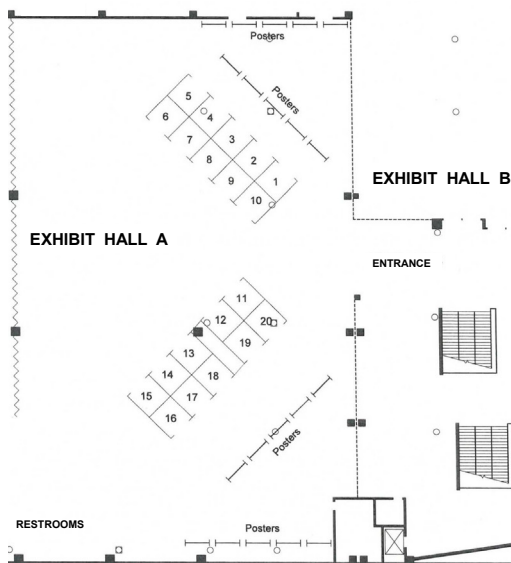 Posters
Posters
5
6
4
7
3
8
2
9
1
10
EXHIBIT HALL B
EXHIBIT HALL A
ENTRANCE
11
12
20
19
13
14
18
15
17
16
Posters
RESTROOMS
Posters